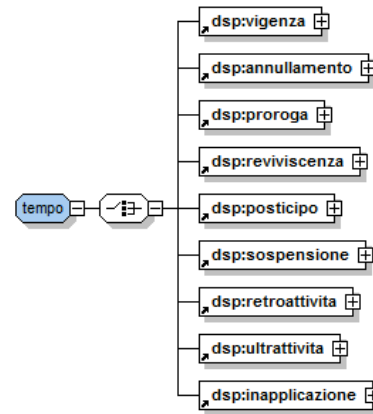 dsp:vigenza
dsp:annullamento
dsp:proroga
dsp:reviviscenza
tempo
dsp:posticipo
dsp:sospensione
dsp:retroattivita
dsp:ultrattivita
dsp:inapplicazione